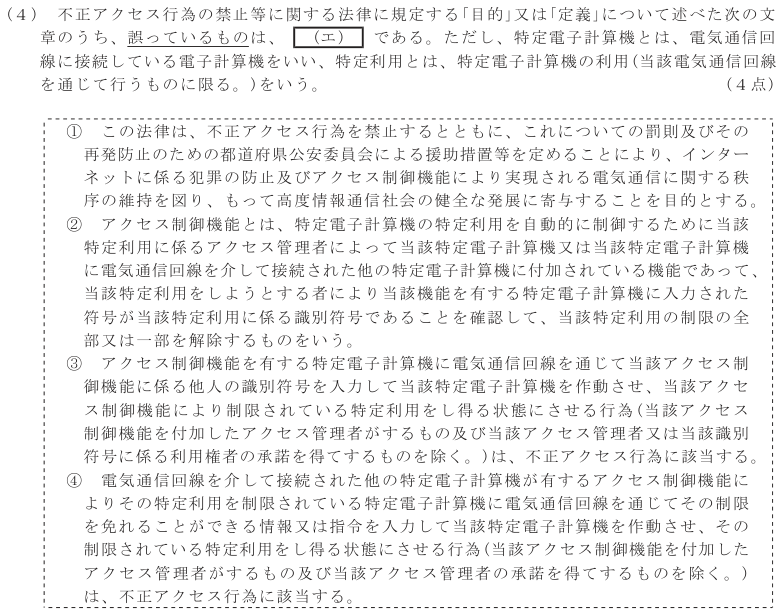 (4) 不正アクセス行為の禁止等に関する法律に規定する｢目的｣又は｢定義｣について述べた次の文
章のうち、誤っているものは、 (エ) である。ただし、特定電子計算機とは、電気通信回
線に接続している電子計算機をいい、特定利用とは、特定電子計算機の利用(当該電気通信回線
を通じて行うものに限る。)をいう。 (4点)
① この法律は、不正アクセス行為を禁止するとともに、これについての罰則及びその
再発防止のための都道府県公安委員会による援助措置等を定めることにより、インター
ネットに係る犯罪の防止及びアクセス制御機能により実現される電気通信に関する秩
序の維持を図り、もって高度情報通信社会の健全な発展に寄与することを目的とする。
② アクセス制御機能とは、特定電子計算機の特定利用を自動的に制御するために当該
特定利用に係るアクセス管理者によって当該特定電子計算機又は当該特定電子計算機
に電気通信回線を介して接続された他の特定電子計算機に付加されている機能であって、
当該特定利用をしようとする者により当該機能を有する特定電子計算機に入力された
符号が当該特定利用に係る識別符号であることを確認して、当該特定利用の制限の全
部又は一部を解除するものをいう。
③ アクセス制御機能を有する特定電子計算機に電気通信回線を通じて当該アクセス制
御機能に係る他人の識別符号を入力して当該特定電子計算機を作動させ、当該アクセ
ス制御機能により制限されている特定利用をし得る状態にさせる行為(当該アクセス
制御機能を付加したアクセス管理者がするもの及び当該アクセス管理者又は当該識別
符号に係る利用権者の承諾を得てするものを除く。)は、不正アクセス行為に該当する。
④ 電気通信回線を介して接続された他の特定電子計算機が有するアクセス制御機能に
よりその特定利用を制限されている特定電子計算機に電気通信回線を通じてその制限
を免れることができる情報又は指令を入力して当該特定電子計算機を作動させ、その
制限されている特定利用をし得る状態にさせる行為(当該アクセス制御機能を付加した
アクセス管理者がするもの及び当該アクセス管理者の承諾を得てするものを除く。)
は、不正アクセス行為に該当する。